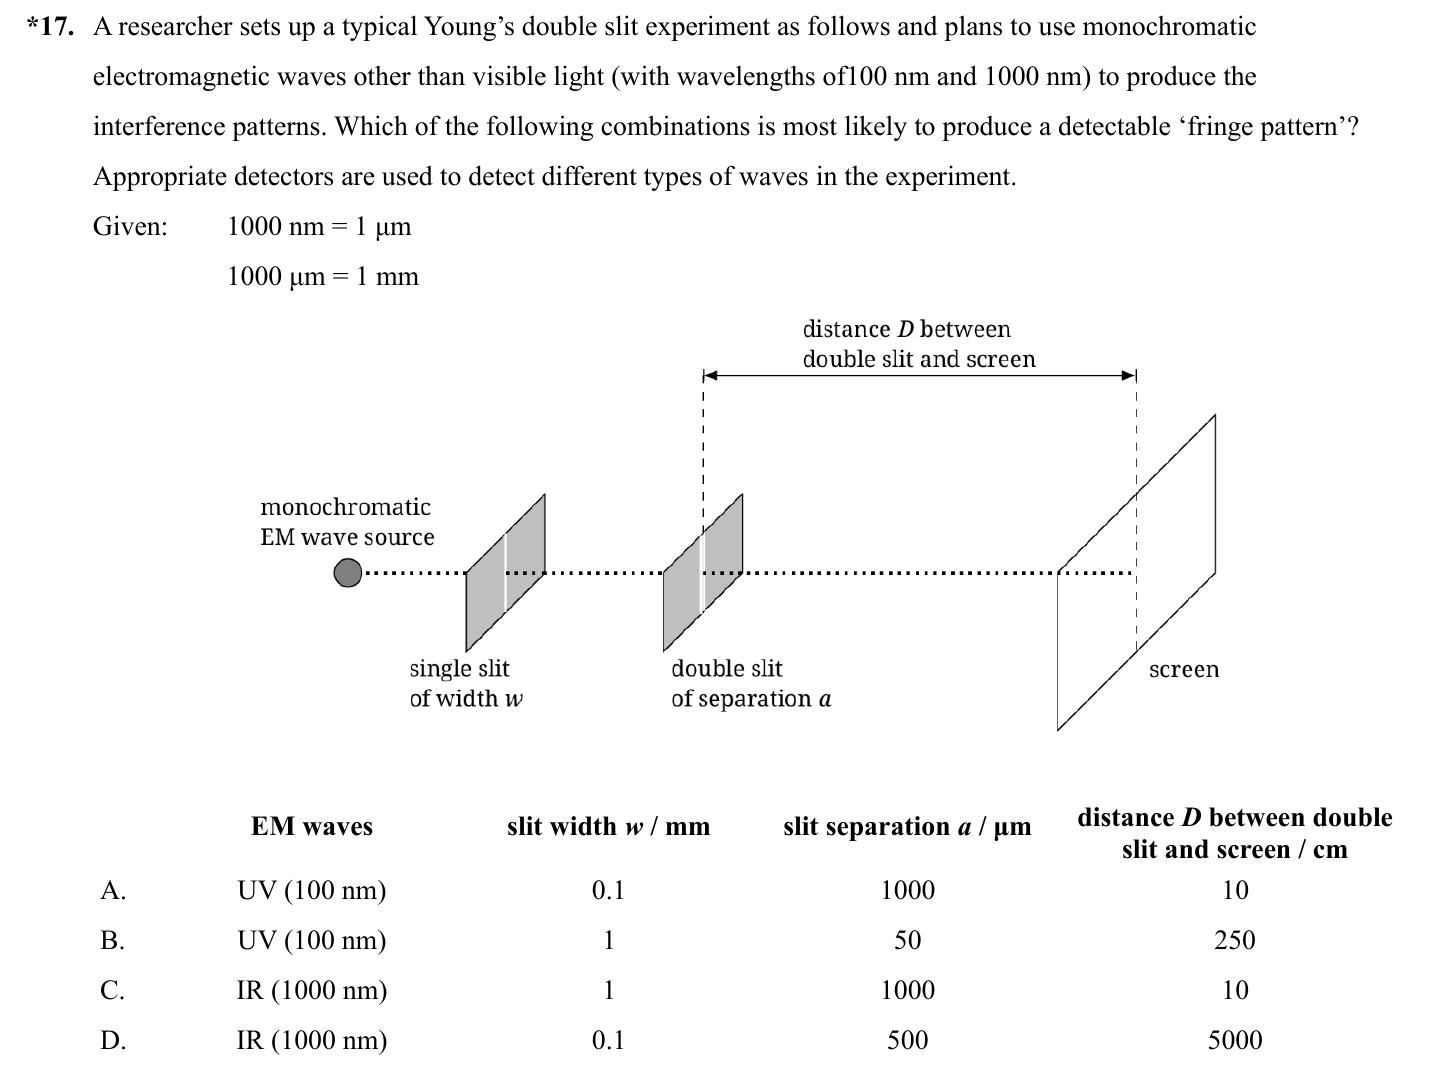 *17. A researcher sets up a typical Young’s double slit experiment as follows and plans to use monochromatic
electromagnetic waves other than visible light (with wavelengths of100 nm and 1000 nm) to produce the
interference patterns. Which of the following combinations is most likely to produce a detectable ‘fringe pattern’?
Appropriate detectors are used to detect different types of waves in the experiment.
Given: 1000 nm = 1 μm
1000 μm = 1 mm
distance D between
double slit and screen
monochromatic
EM wave source
single slit
of width w
double slit
of separation a
screen
EM waves slit width w / mm slit separation a / μm distance D between double
slit and screen / cm
A. UV (100 nm) 0.1 1000 10
B. UV (100 nm) 1 50 250
C. IR (1000 nm) 1 1000 10
D. IR (1000 nm) 0.1 500 5000